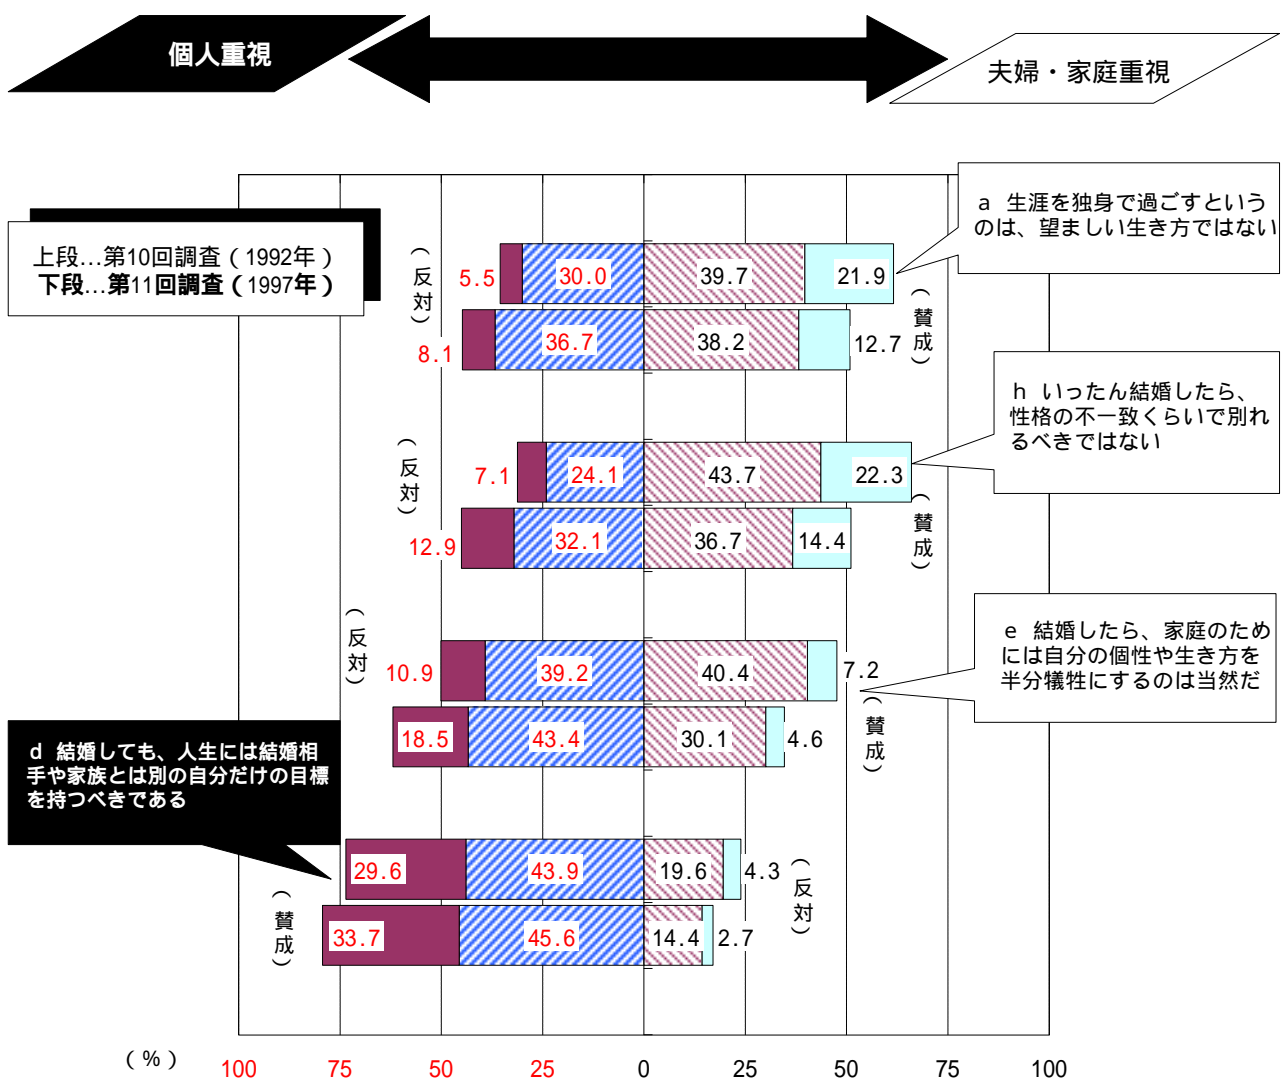 個人重視
夫婦・家庭重視
上段…第10回調査（1992年）
下段…第11回調査（1997年）
a 生涯を独身で過ごすという
のは、望ましい生き方ではない
（反対）
5.5 30.0 39.7 21.9
（賛成）
8.1 36.7 38.2 12.7
h いったん結婚したら、
性格の不一致くらいで別れ
るべきではない
（反対）
7.1 24.1 43.7 22.3
（賛成）
12.9 32.1 36.7 14.4
e 結婚したら、家庭のため
には自分の個性や生き方を
半分犠牲にするのは当然だ
（反対）
10.9 39.2 40.4 7.2
（賛成）
18.5 43.4 30.1 4.6
d 結婚しても、人生には結婚相
手や家族とは別の自分だけの目標
を持つべきである
29.6 43.9 19.6 4.3
（反対）
（賛成）
33.7 45.6 14.4 2.7
（%） 100 75 50 25 0 25 50 75 100